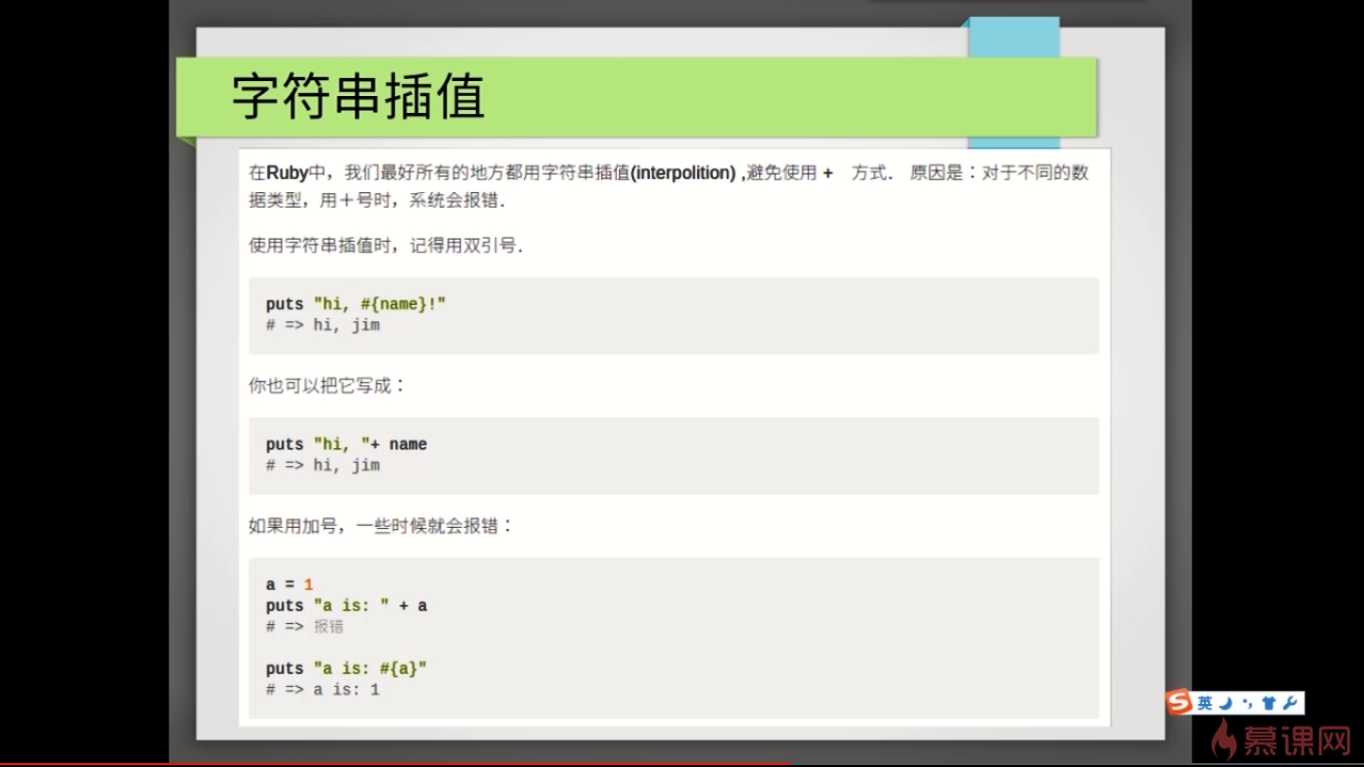 字符串插值
在Ruby中，我们最好所有的地方都用字符串插值(interpolition) ,避免使用 + 方式． 原因是：对于不同的数
据类型，用＋号时，系统会报错．
使用字符串插值时，记得用双引号．
puts "hi, #{name}!"
# => hi, jim
你也可以把它写成：
puts "hi, "+ name
# => hi, jim
如果用加号，一些时候就会报错：
a = 1
puts "a is: " + a
# => 报错
puts "a is: #{a}"
# => a is: 1
S 英
慕课网